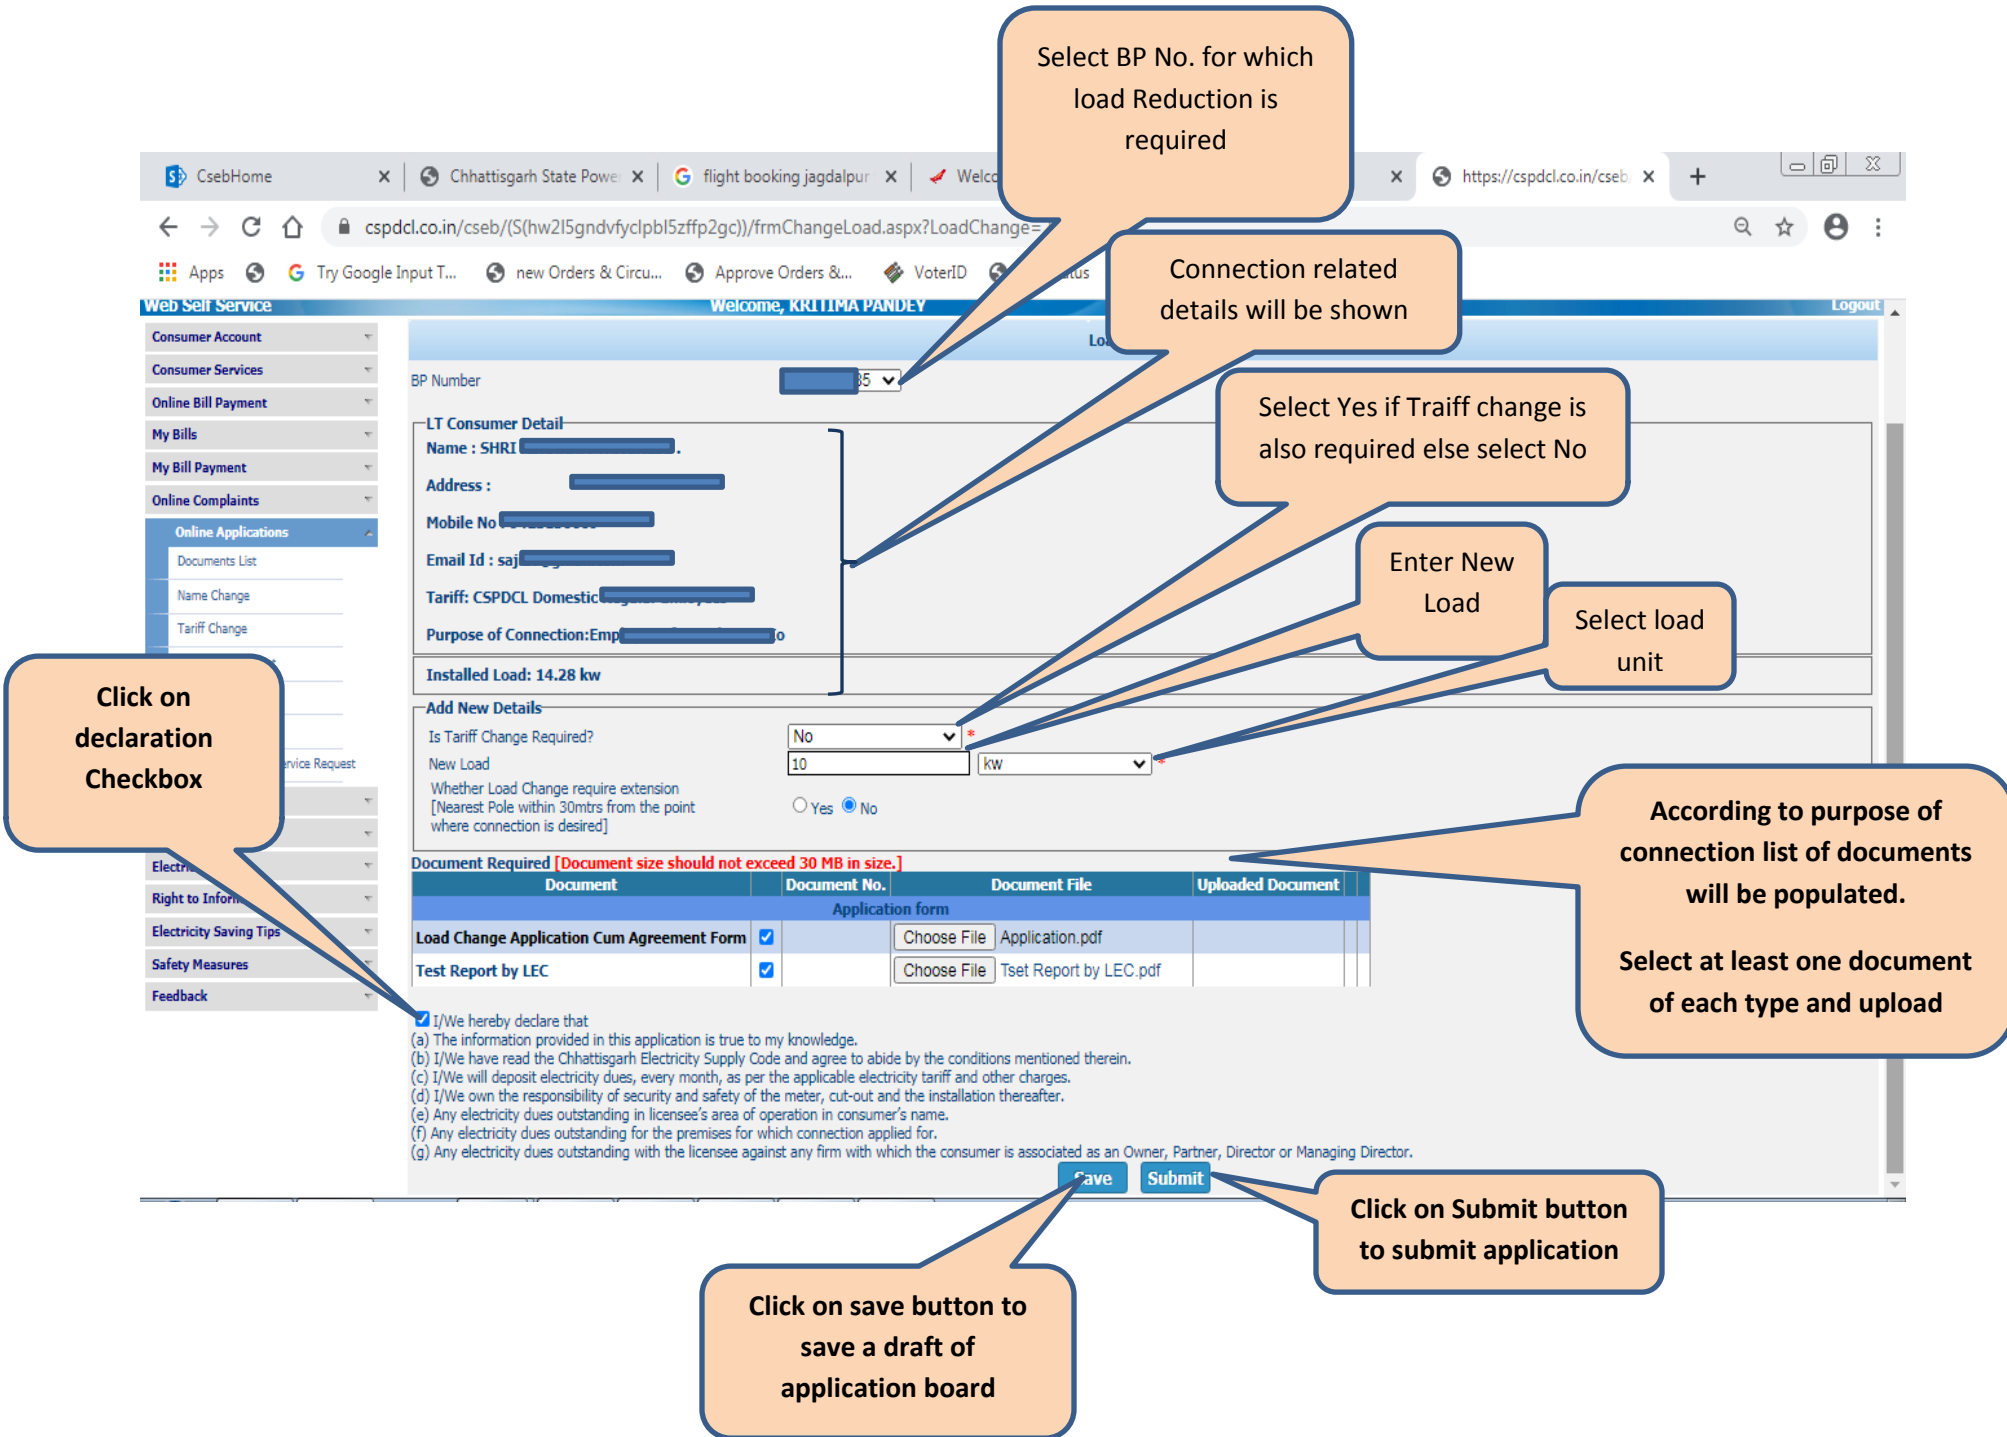 Select BP No. for which
load Reduction is
required
CsebHome
Chhattisgarh State Power
flight booking jagdalpur
https://cspdcl.co.in/cseb/
cspdcl.co.in/cseb/(S(hw2l5gndvfyclpbl5zffp2gc))/frmChangeLoad.aspx?LoadChange=
Apps
Try Google Input T...
new Orders & Circu...
Approve Orders &...
VoterID
Connection related
details will be shown
Web Self Service
Welcome, KRITIMA PANDEY
Logout
Consumer Account
Consumer Services
Online Bill Payment
My Bills
My Bill Payment
Online Complaints
Online Applications
Documents List
Name Change
Tariff Change
Service Request
Right to
Electricity Saving Tips
Safety Measures
Feedback
BP Number
35
LT Consumer Detail
Name : SHRI .
Address :
Mobile No
Email Id :
Tariff: CSPDCL Domestic
Purpose of Connection:
Installed Load: 14.28 kw
Select Yes if Traiff change is
also required else select No
Enter New
Load
Select load
unit
Add New Details
Is Tariff Change Required?
No
*
New Load
10
kw
*
Whether Load Change require extension
[Nearest Pole within 30mtrs from the point
where connection is desired]
Yes No
Click on
declaration
Checkbox
According to purpose of
connection list of documents
will be populated.
Select at least one document
of each type and upload
Document Required [Document size should not exceed 30 MB in size.]
Document Document No. Document File Uploaded Document
Application form
Load Change Application Cum Agreement Form Choose File Application.pdf
Test Report by LEC Choose File Tset Report by LEC.pdf
I/We hereby declare that
(a) The information provided in this application is true to my knowledge.
(b) I/We have read the Chhattisgarh Electricity Supply Code and agree to abide by the conditions mentioned therein.
(c) I/We will deposit electricity dues, every month, as per the applicable electricity tariff and other charges.
(d) I/We own the responsibility of security and safety of the meter, cut-out and the installation thereafter.
(e) Any electricity dues outstanding in licensee's area of operation in consumer's name.
(f) Any electricity dues outstanding for the premises for which connection applied for.
(g) Any electricity dues outstanding with the licensee against any firm with which the consumer is associated as an Owner, Partner, Director or Managing Director.
Save Submit
Click on Submit button
to submit application
Click on save button to
save a draft of
application board